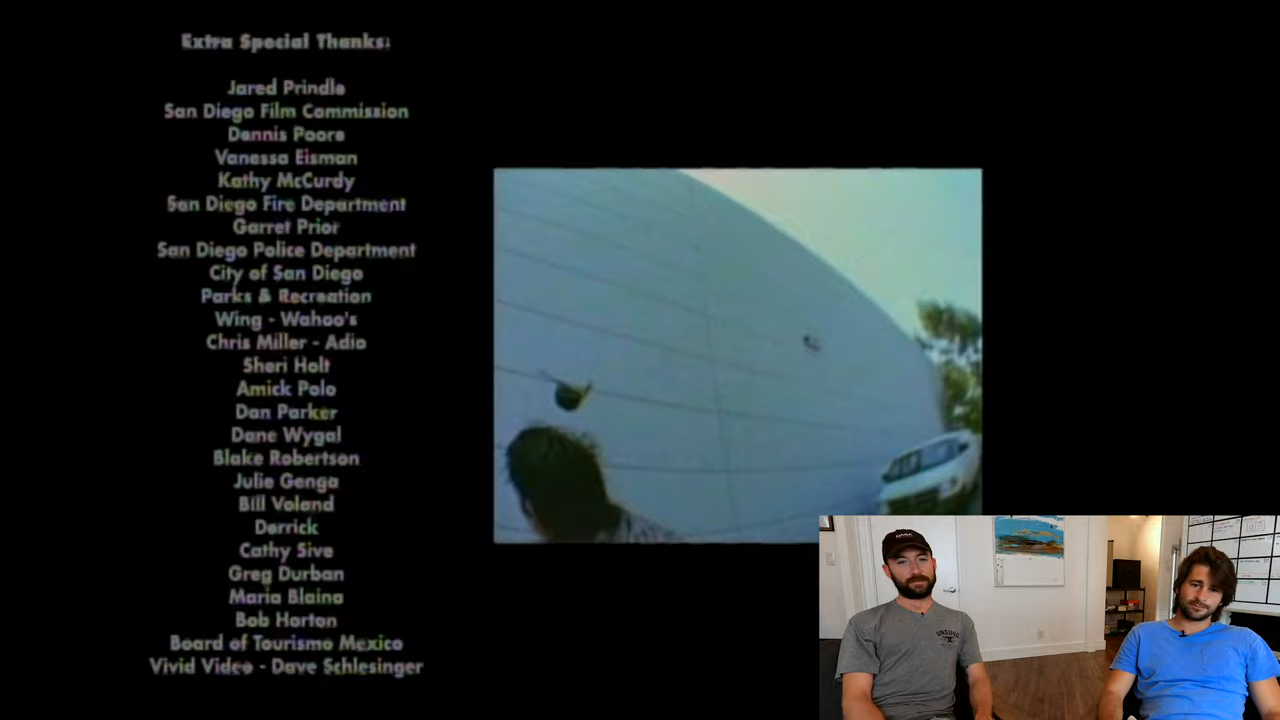 Extra Special Thanks:
Jared Prindle
San Diego Film Commission
Dennis Poore
Vanessa Eisman
Kathy McCurdy
San Diego Fire Department
Garret Prior
San Diego Police Department
City of San Diego
Parks & Recreation
Wing - Wahoo's
Chris Miller - Adio
Sheri Holt
Amick Polo
Dan Parker
Dane Wygal
Blake Robertson
Julie Genga
Bill Voland
Derrick
Cathy Sive
Greg Durban
Maria Blaina
Bob Horton
Board of Tourismo Mexico
Vivid Video - Dave Schlesinger